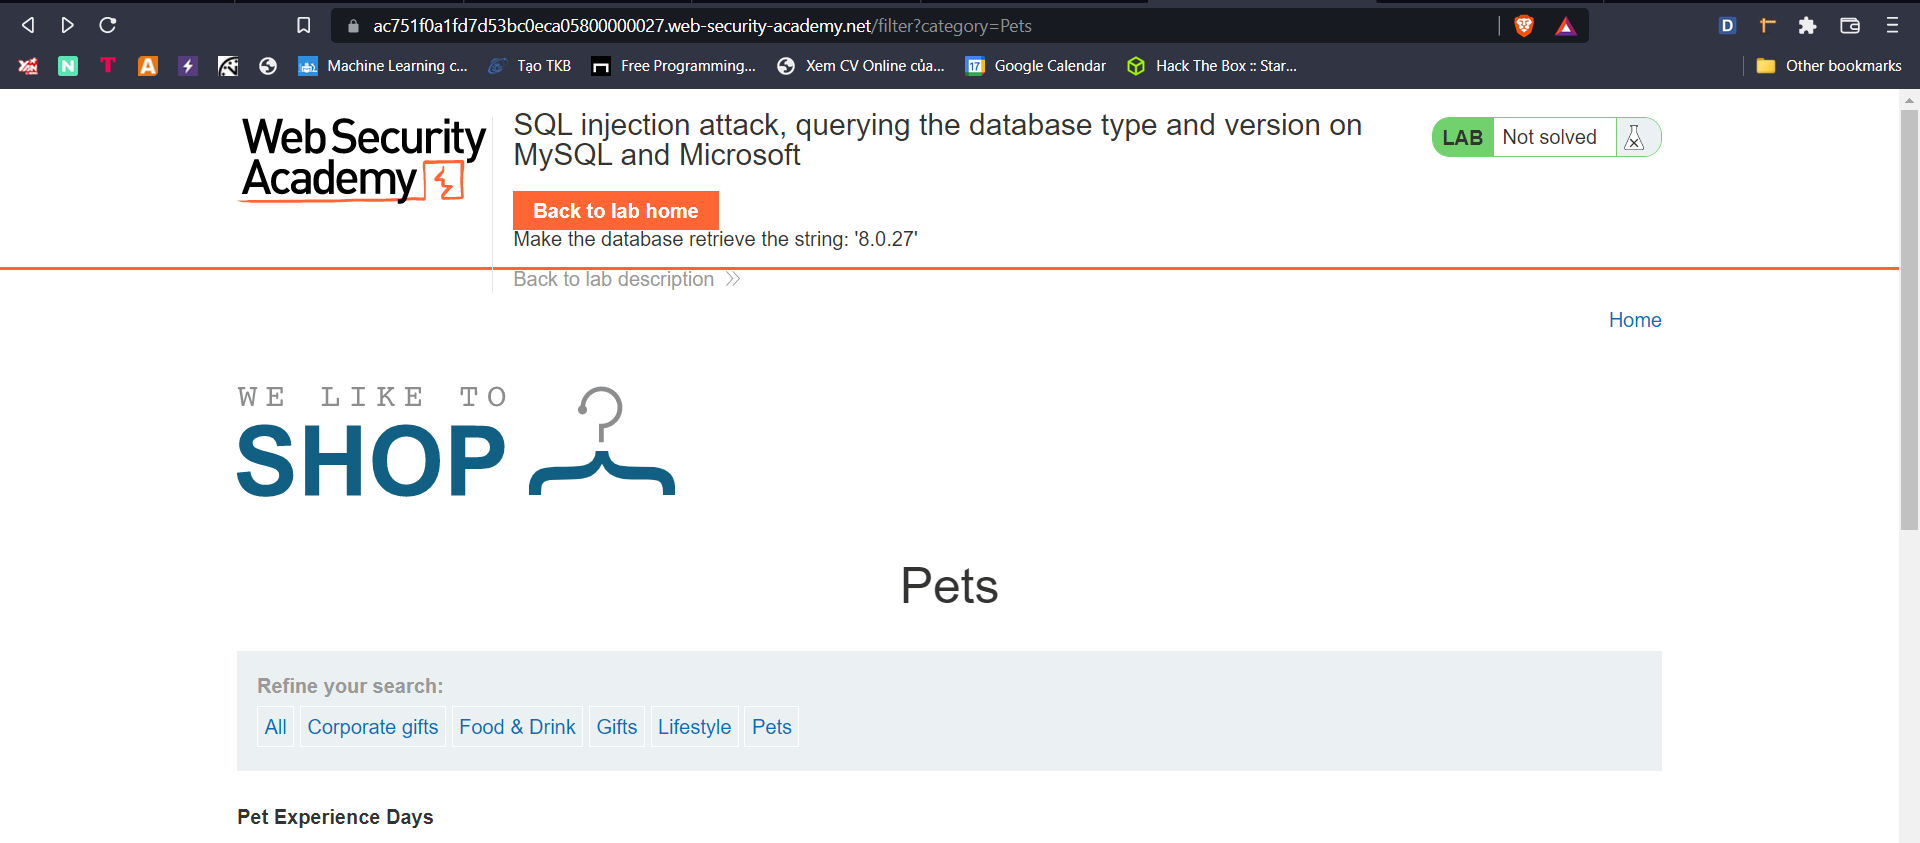 ac751f0a1fd7d53bc0eca05800000027.web-security-academy.net/filter?category=Pets
Machine Learning c...
Tạo TKB
Free Programming...
Xem CV Online của...
17
Google Calendar
Hack The Box :: Star...
Other bookmarks
Web Security
Academy
SQL injection attack, querying the database type and version on
MySQL and Microsoft
LAB
Not solved
Back to lab home
Make the database retrieve the string: '8.0.27'
Back to lab description
Home
WE LIKE TO
SHOP
Pets
Refine your search:
All
Corporate gifts
Food & Drink
Gifts
Lifestyle
Pets
Pet Experience Days